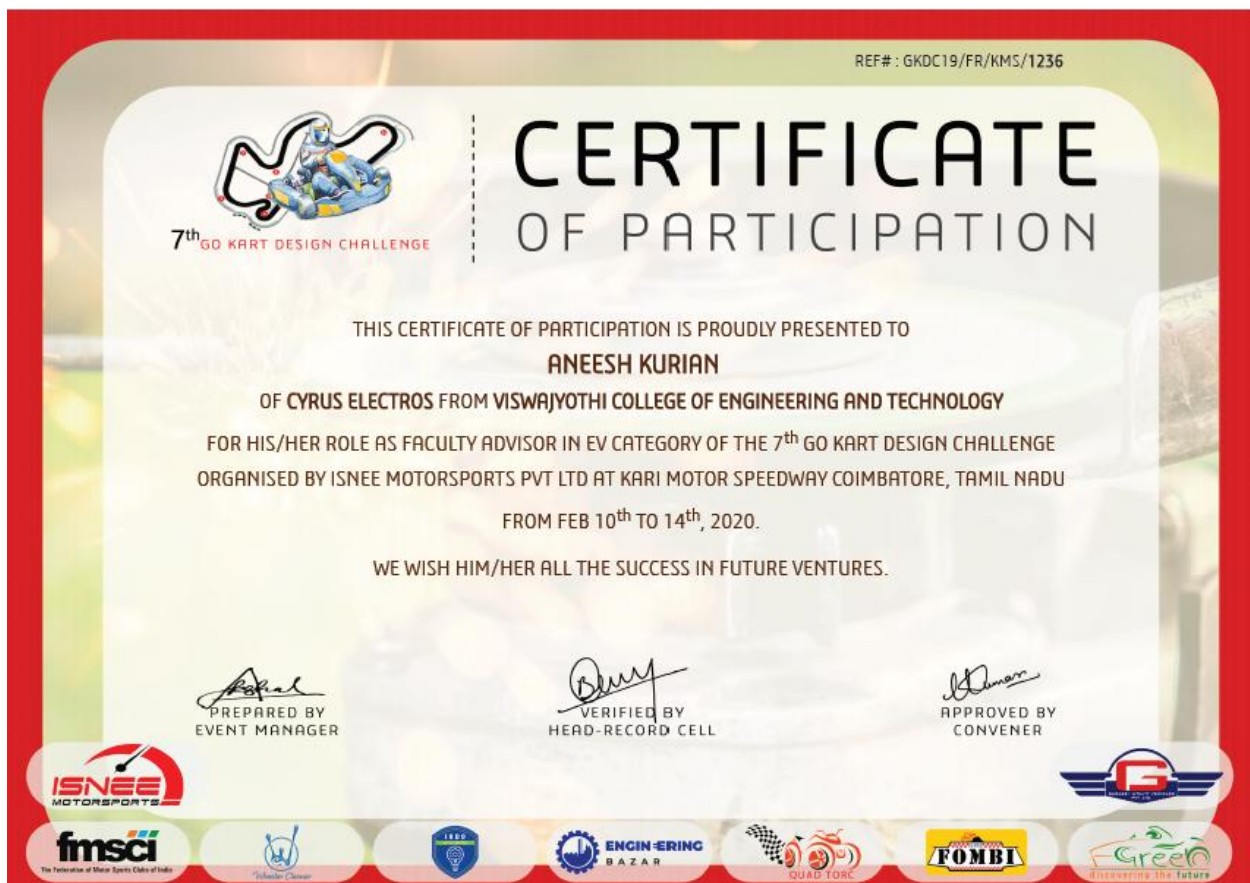 REF# : GKDC19/FR/KMS/1236
CERTIFICATE
OF PARTICIPATION
7th GO KART DESIGN CHALLENGE
THIS CERTIFICATE OF PARTICIPATION IS PROUDLY PRESENTED TO
ANEESH KURIAN
OF CYRUS ELECTROS FROM VISWAJYOTHI COLLEGE OF ENGINEERING AND TECHNOLOGY
FOR HIS/HER ROLE AS FACULTY ADVISOR IN EV CATEGORY OF THE 7th GO KART DESIGN CHALLENGE
ORGANISED BY ISNEE MOTORSPORTS PVT LTD AT KARI MOTOR SPEEDWAY COIMBATORE, TAMIL NADU
FROM FEB 10th TO 14th, 2020.
WE WISH HIM/HER ALL THE SUCCESS IN FUTURE VENTURES.
PREPARED BY
EVENT MANAGER
VERIFIED BY
HEAD-RECORD CELL
APPROVED BY
CONVENER
ISNEE
MOTORSPORTS
G
fmsci
The Federation of Motor Sports Clubs of India
ENGINEERING
BAZAR
QUAD TORC
FOMBI
Green
discovering the future